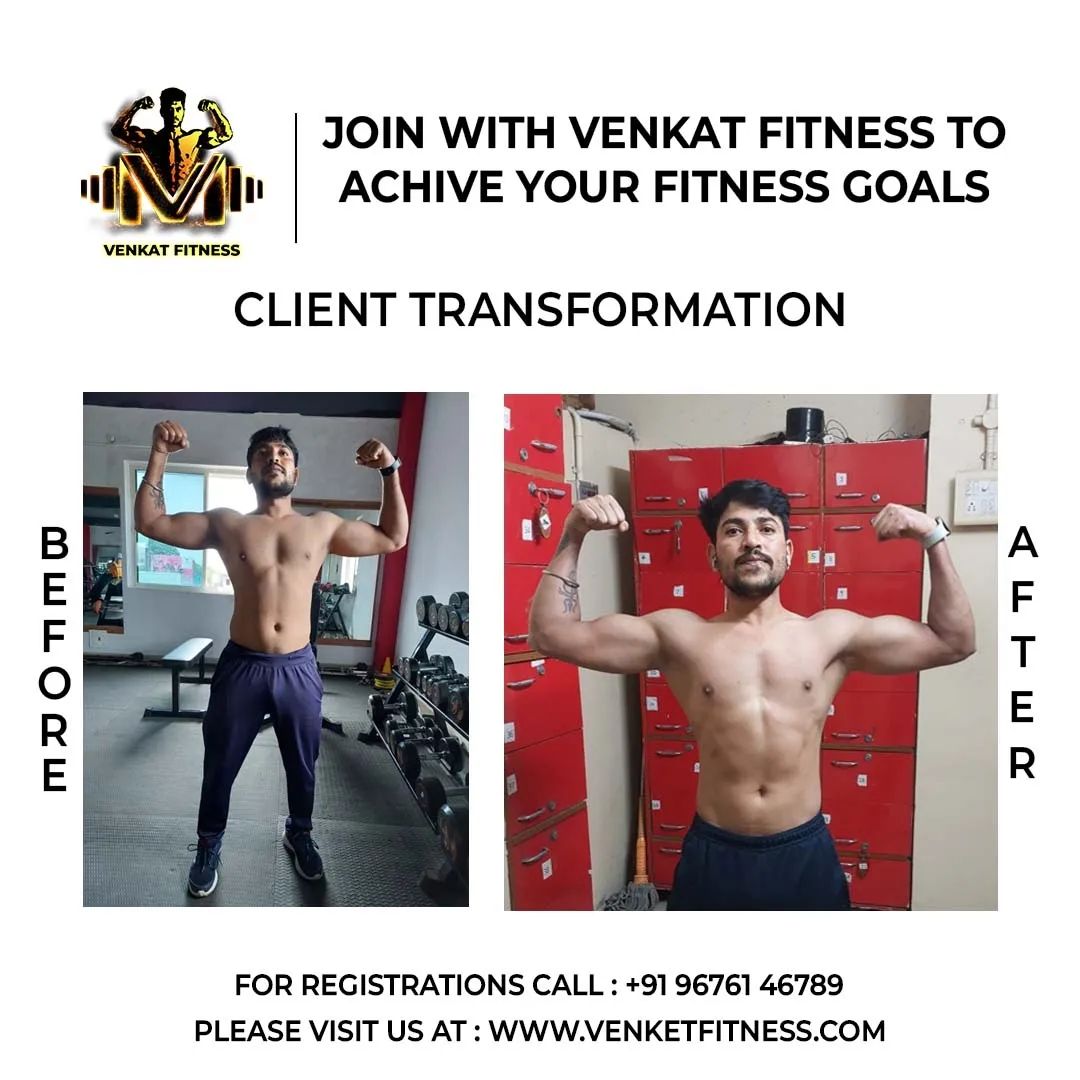 VENKAT FITNESS
JOIN WITH VENKAT FITNESS TO
ACHIVE YOUR FITNESS GOALS
CLIENT TRANSFORMATION
BEFORE
AFTER
FOR REGISTRATIONS CALL : +91 96761 46789
PLEASE VISIT US AT : WWW.VENKETFITNESS.COM